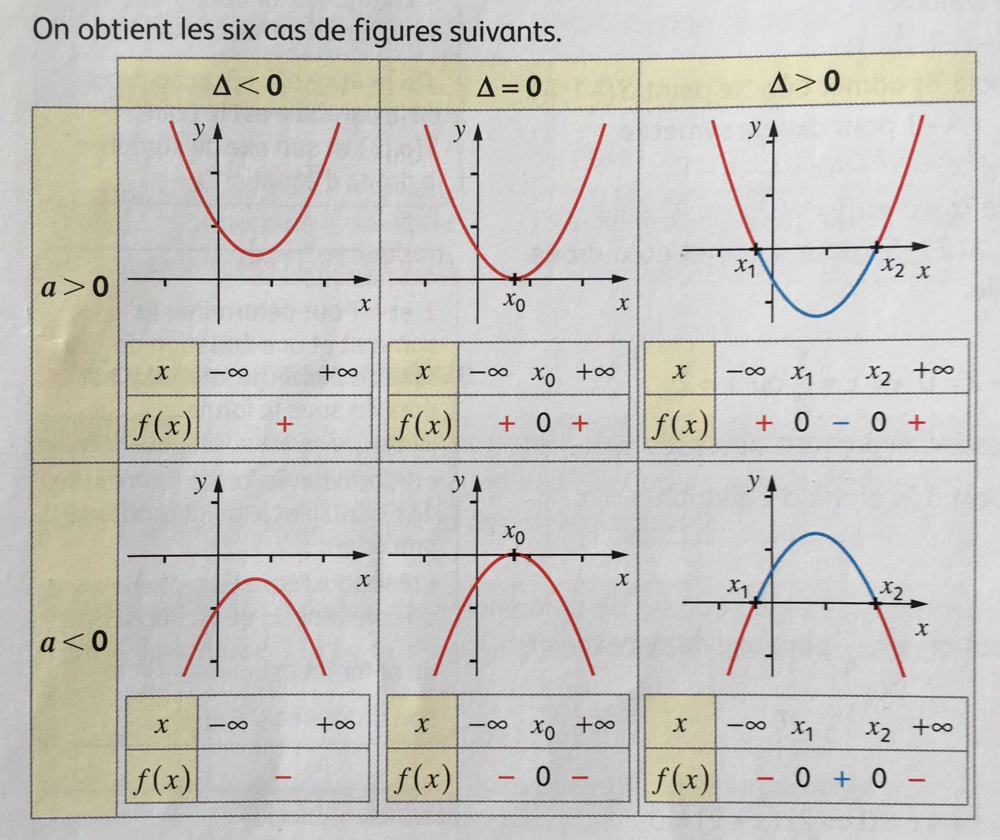 On obtient les six cas de figures suivants.
Δ < 0 Δ = 0 Δ > 0
a > 0
y
x
y
x₀ x
y
x₁ x₂ x
x −∞ +∞
f(x) +
x −∞ x₀ +∞
f(x) + 0 +
x −∞ x₁ x₂ +∞
f(x) + 0 − 0 +
a < 0
y
x
y
x₀
x
y
x₁ x₂
x
x −∞ +∞
f(x) −
x −∞ x₀ +∞
f(x) − 0 −
x −∞ x₁ x₂ +∞
f(x) − 0 + 0 −